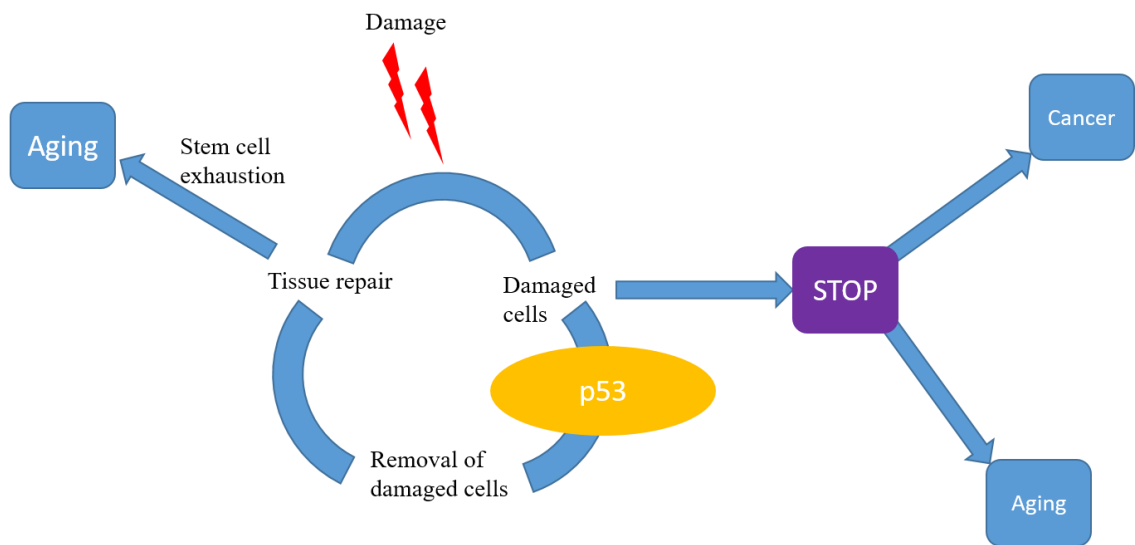 Damage
Aging
Stem cell
exhaustion
Cancer
Tissue repair
Damaged
cells
STOP
p53
Removal of
damaged cells
Aging